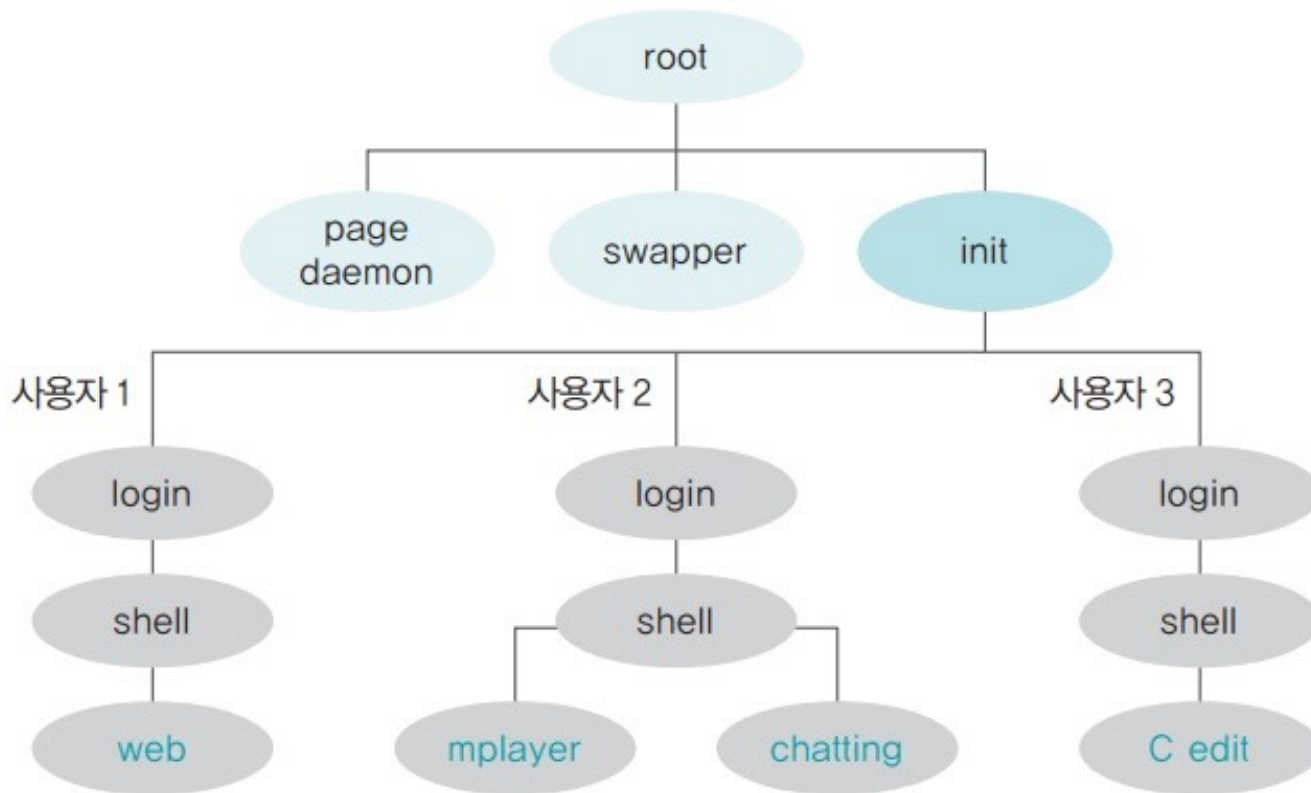 root
page
daemon
swapper
init
사용자 1
사용자 2
사용자 3
login
login
login
shell
shell
shell
web
mplayer
chatting
C edit